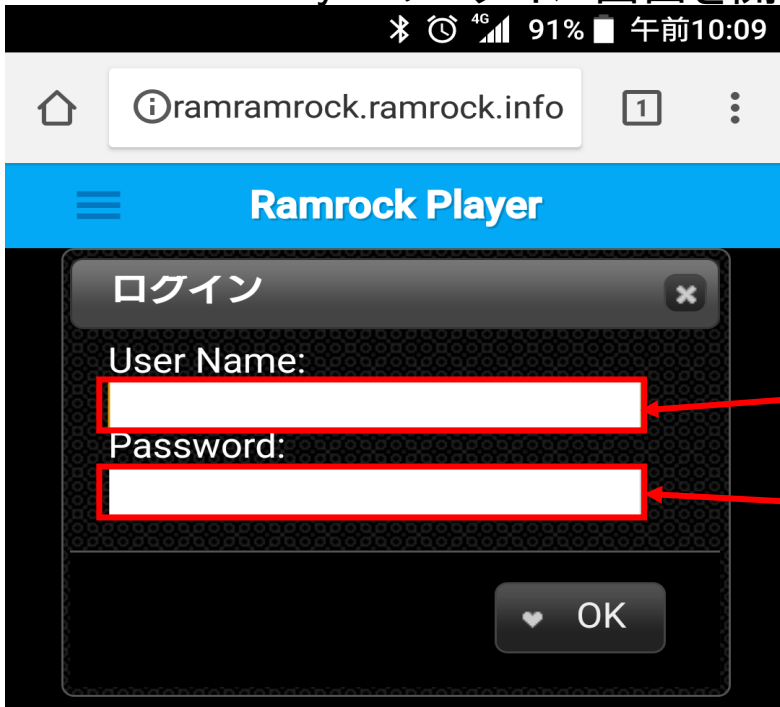 4G 91% 午前10:09
ramramrock.ramrock.info 1
Ramrock Player
ログイン
User Name:
Password:
OK